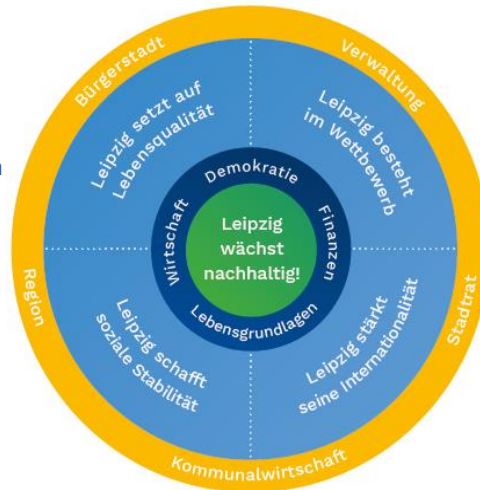 Bürgerstadt
Verwaltung
Leipzig setzt auf
Lebensqualität
Leipzig besteht
im Wettbewerb
Demokratie
Wirtschaft
Finanzen
Leipzig
wächst
nachhaltig!
Lebensgrundlagen
Region
Stadtrat
Leipzig schafft
soziale Stabilität
Leipzig stärkt
seine Internationalität
Kommunalwirtschaft